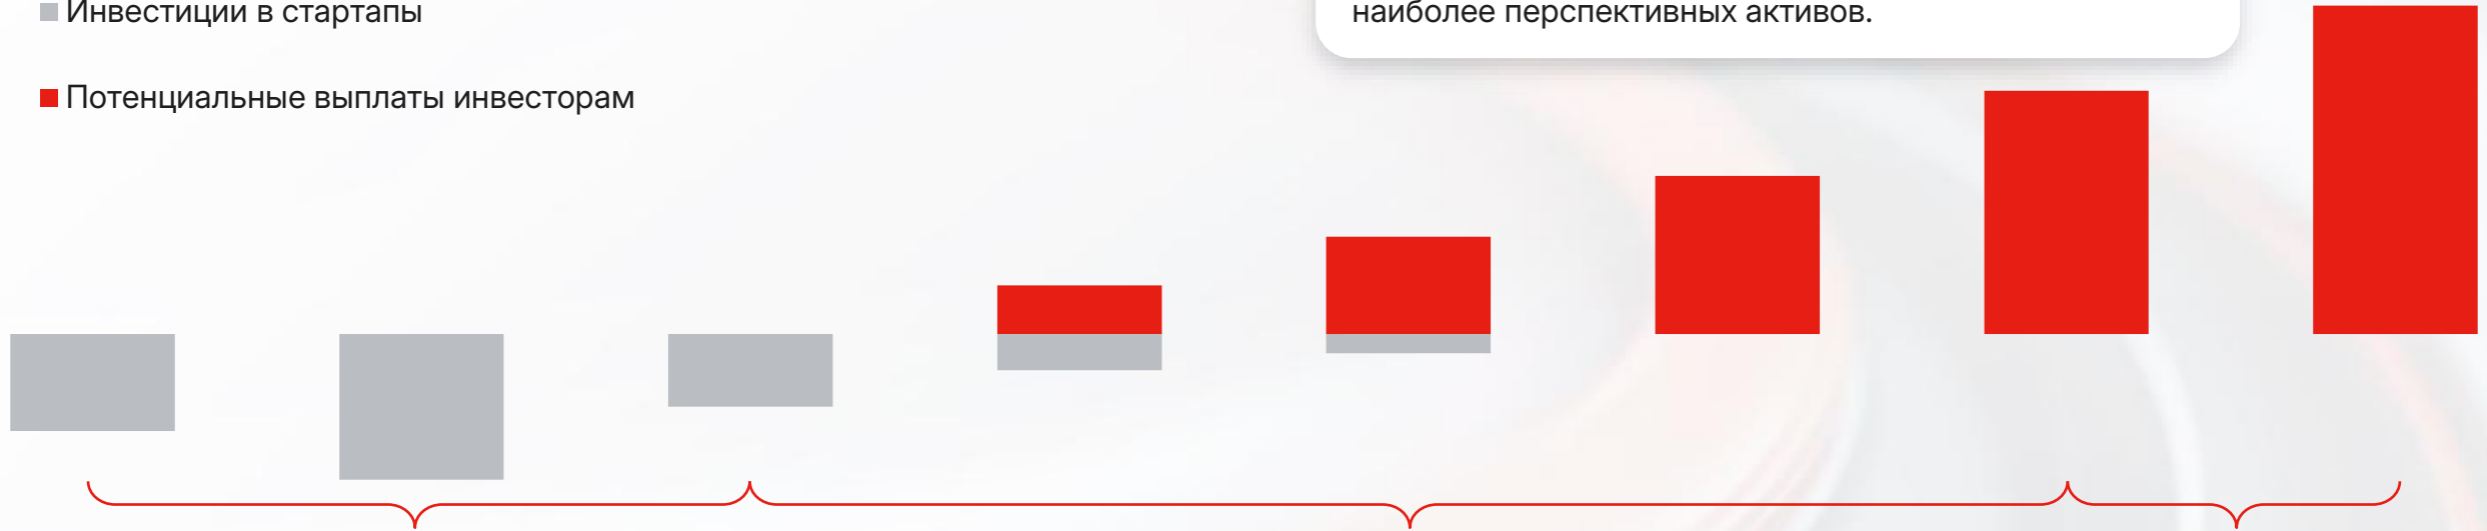 Инвестиции в стартапы
наиболее перспективных активов.
Потенциальные выплаты инвесторам